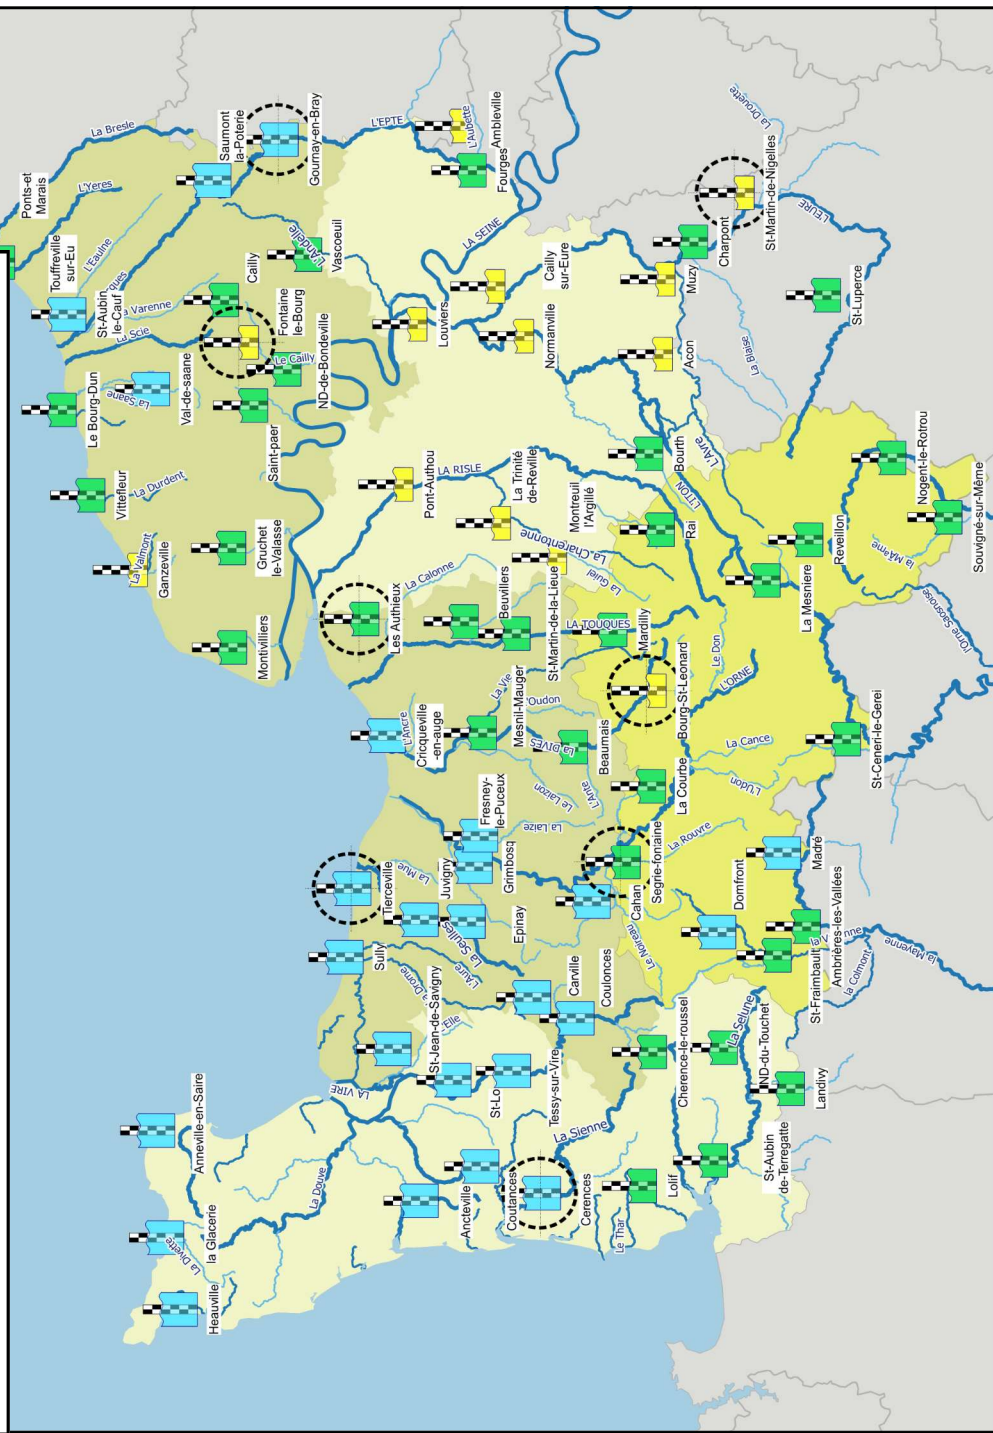 Ponts-et
Marais
La Bresle
L'Yeres
Touffreville
sur-Eu
L'Eaulne
Saumont
la-Poterie
Gournay-en-Bray
L'EPTE
L'Aubette
Ambleville
Fourges
St-Aubin
le-Cauf
La Varenne
La Scie
Cailly
L'Andelle
Vascoeuil
LA SEINE
Fontaine
le-Bourg
Le Cailly
ND-de-Bondeville
Le Bourg-Dun
La Saane
Val-de-saane
Saint-paer
Louviers
Cailly
sur-Eure
Normanville
La Drouette
St-Martin-de-Nigelles
L'EURE
Charpont
Muzy
St-Luperce
Acon
La Blaise
Vittefleur
La Durdent
La Valmont
Ganzeville
Gruchet
le-Valasse
Montivilliers
Pont-Authou
LA RISLE
La Trinité
de-Reville
La Charentonne
Montreuil
l'Argillé
La Guiel
Bourth
L'AVRE
L'ITON
Rai
La Calonne
Les Authieux
Beuvilliers
St-Martin-de-la-Lieue
LA TOUQUES
Mardilly
Nogent-le-Rotrou
Souvigné-sur-Même
Reveillon
La Mesniere
l'Orne Saosnoise
Le Don
L'ORNE
Bourg-St-Leonard
L'Ancre
Cricqueville
-en-auge
La Vie
Mesnil-Mauger
'Oudon
La DIVES
Beaumais
L'Ante
Le Laizon
La Courbe
La Cance
L'Udon
St-Ceneri-le-Gerei
Fresney-
le-Puceux
La Laize
Grimbosq
La Mue
Tierceville
Juvigny
La Seulles
Epinay
Cahan
Segrie-fontaine
La Rouvre
Le Noireau
Domfront
Madré
Ambrières-les-Vallées
St-Fraimbault
la Mayenne
la Colmont
Sully
L'Aure
La Drome
St-Jean-de-Savigny
L'Elle
Carville
Coulonces
LA VIRE
St-Lo
Tessy-sur-Vire
Cherence-le-roussel
La Selune
ND-du-Touchet
Landivy
Anneville-en-Saire
La Douve
La Sienne
Ancteville
Coutances
Cerences
Le Thar
Lolif
St-Aubin
de-Terregatte
la Glacerie
La Divette
Heauville